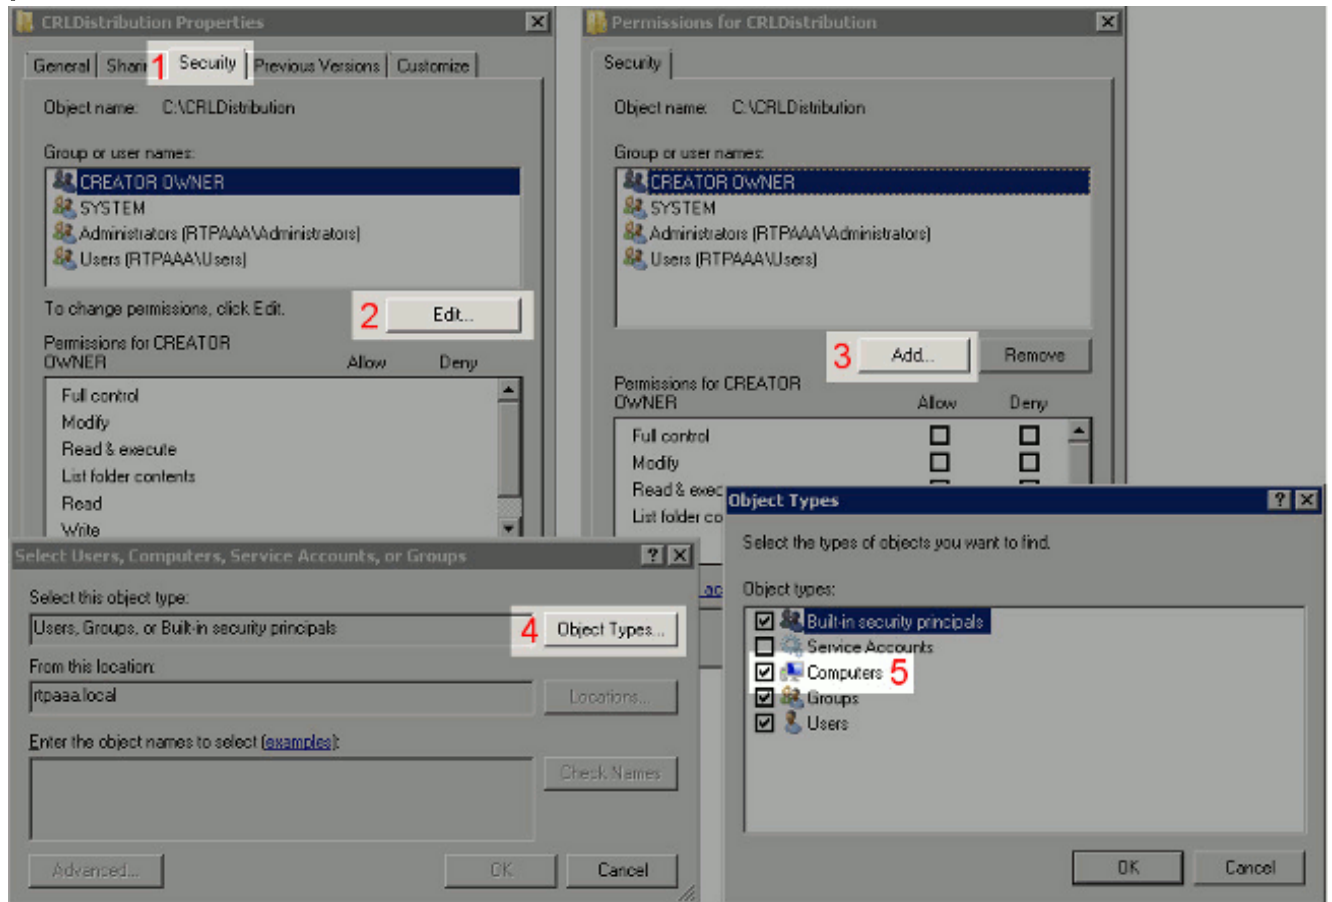 CRLDistribution Properties
General Sharin 1 Security Previous Versions Customize
Object name: C:\CRLDistribution
Group or user names:
CREATOR OWNER
SYSTEM
Administrators (RTPAAA\Administrators)
Users (RTPAAA\Users)
To change permissions, click Edit.
2 Edit...
Permissions for CREATOR
OWNER Allow Deny
Full control
Modify
Read & execute
List folder contents
Read
Write
Permissions for CRLDistribution
Security
Object name: C:\CRLDistribution
Group or user names:
CREATOR OWNER
SYSTEM
Administrators (RTPAAA\Administrators)
Users (RTPAAA\Users)
3 Add... Remove
Permissions for CREATOR
OWNER Allow Deny
Full control
Modify
Read & exec
List folder co
ac
Select Users, Computers, Service Accounts, or Groups
Select this object type:
Users, Groups, or Built-in security principals
4 Object Types...
From this location:
rtpaaa.local
Locations...
Enter the object names to select (examples):
Check Names
Advanced... OK Cancel
Object Types
Select the types of objects you want to find.
Object types:
Built-in security principals
Service Accounts
Computers 5
Groups
Users
OK Cancel